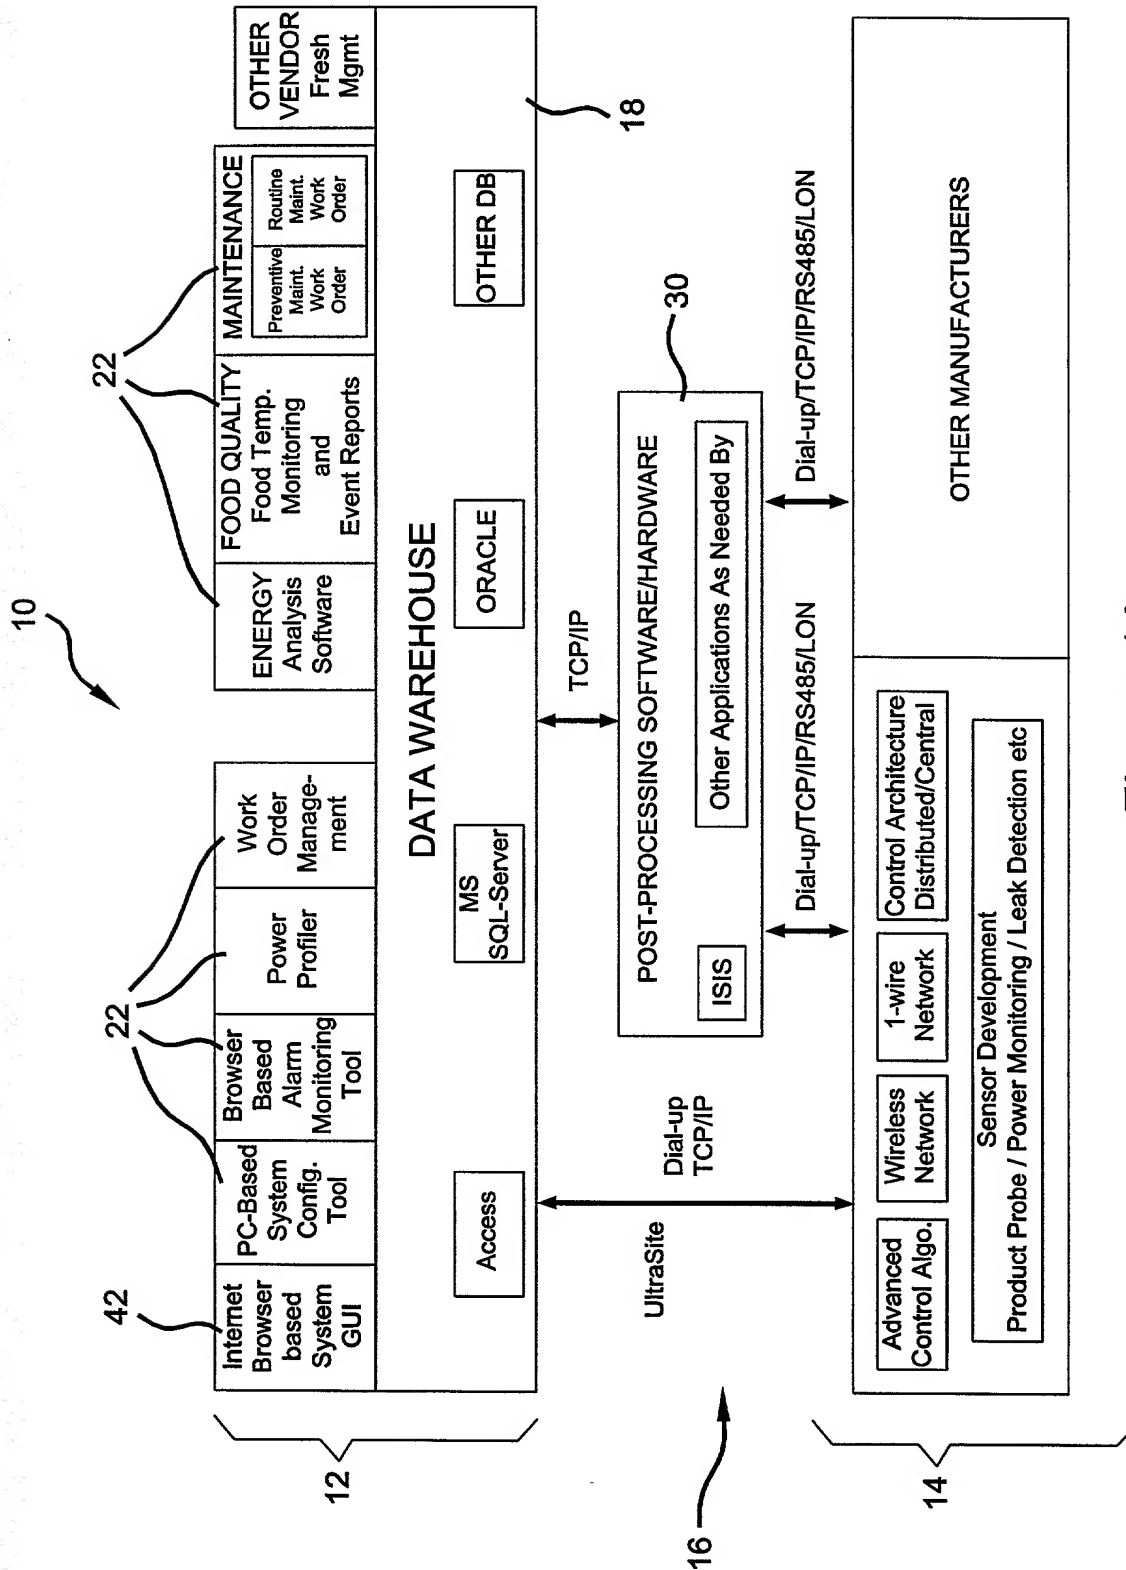 10
22
22
42
Internet
Browser
based
System
GUI
PC-Based
System
Config.
Tool
Browser
Based
Alarm
Monitoring
Tool
Power
Profiler
Work
Order
Manage-
ment
ENERGY
Analysis
Software
FOOD QUALITY
Food Temp.
Monitoring
and
Event Reports
MAINTENANCE
Preventive
Maint.
Work
Order
Routine
Maint.
Work
Order
OTHER
VENDOR
Fresh
Mgmt
12
DATA WAREHOUSE
Access
MS
SQL-Server
ORACLE
OTHER DB
18
TCP/IP
UltraSite
Dial-up
TCP/IP
POST-PROCESSING SOFTWARE/HARDWARE
ISIS
Other Applications As Needed By
30
16
Dial-up/TCP/IP/RS485/LON
Dial-up/TCP/IP/RS485/LON
14
Advanced
Control Algo.
Wireless
Network
1-wire
Network
Control Architecture
Distributed/Central
Sensor Development
Product Probe / Power Monitoring / Leak Detection etc
OTHER MANUFACTURERS